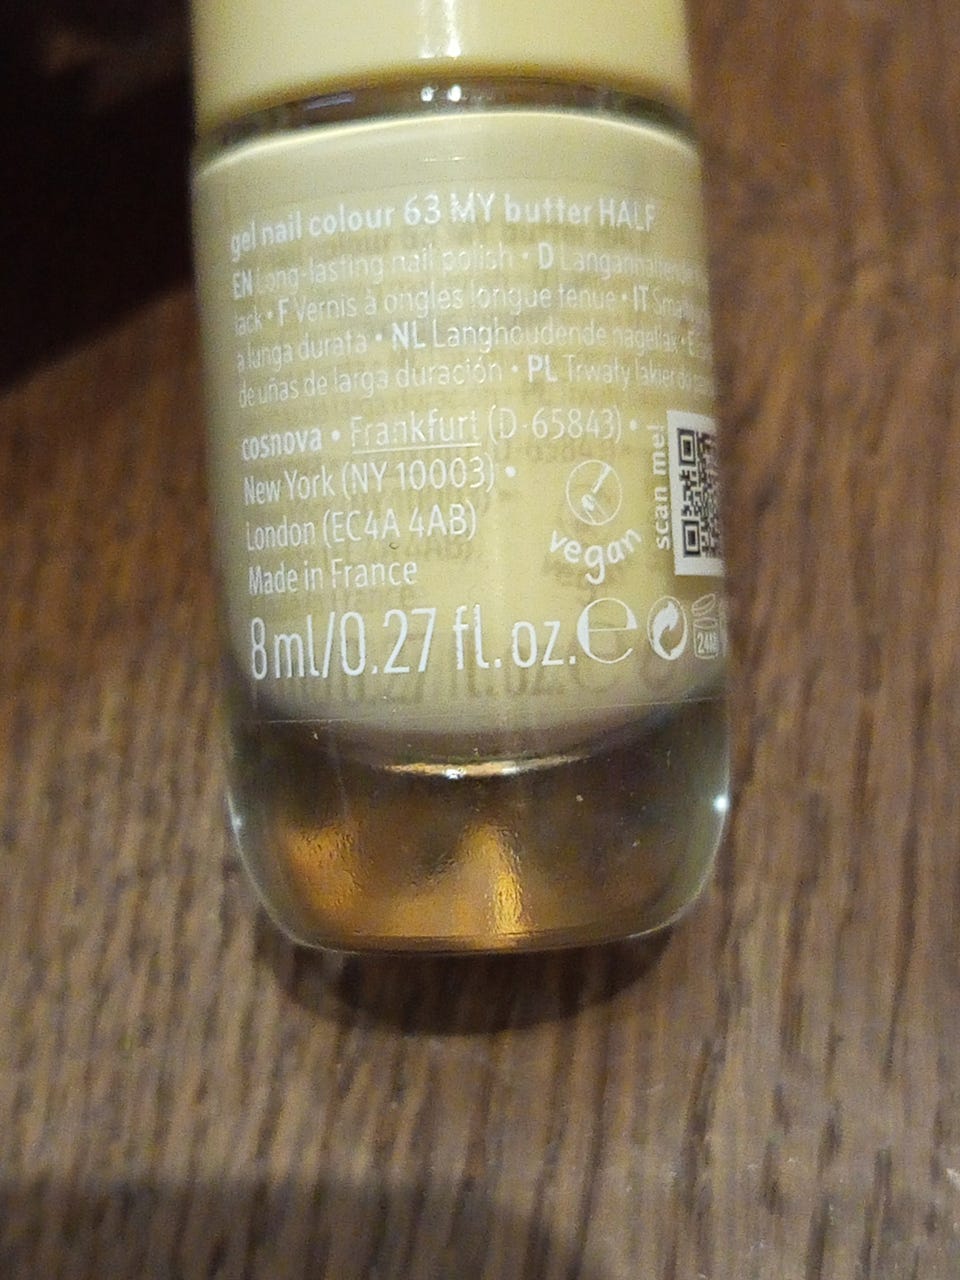 gel nail colour 63 MY butter HALF
EN Long-lasting nail polish • D
lack • F Vernis à ongles longue tenue • IT
a lunga durata • NL Langhoudende nagellak •
de uñas de larga duración • PL Trwały lakier do
cosnova • Frankfurt (D-65843) •
New York (NY 10003) •
London (EC4A 4AB)
Made in France
vegan
scan me!
8 ml/0.27 fl.oz. ℮
24M